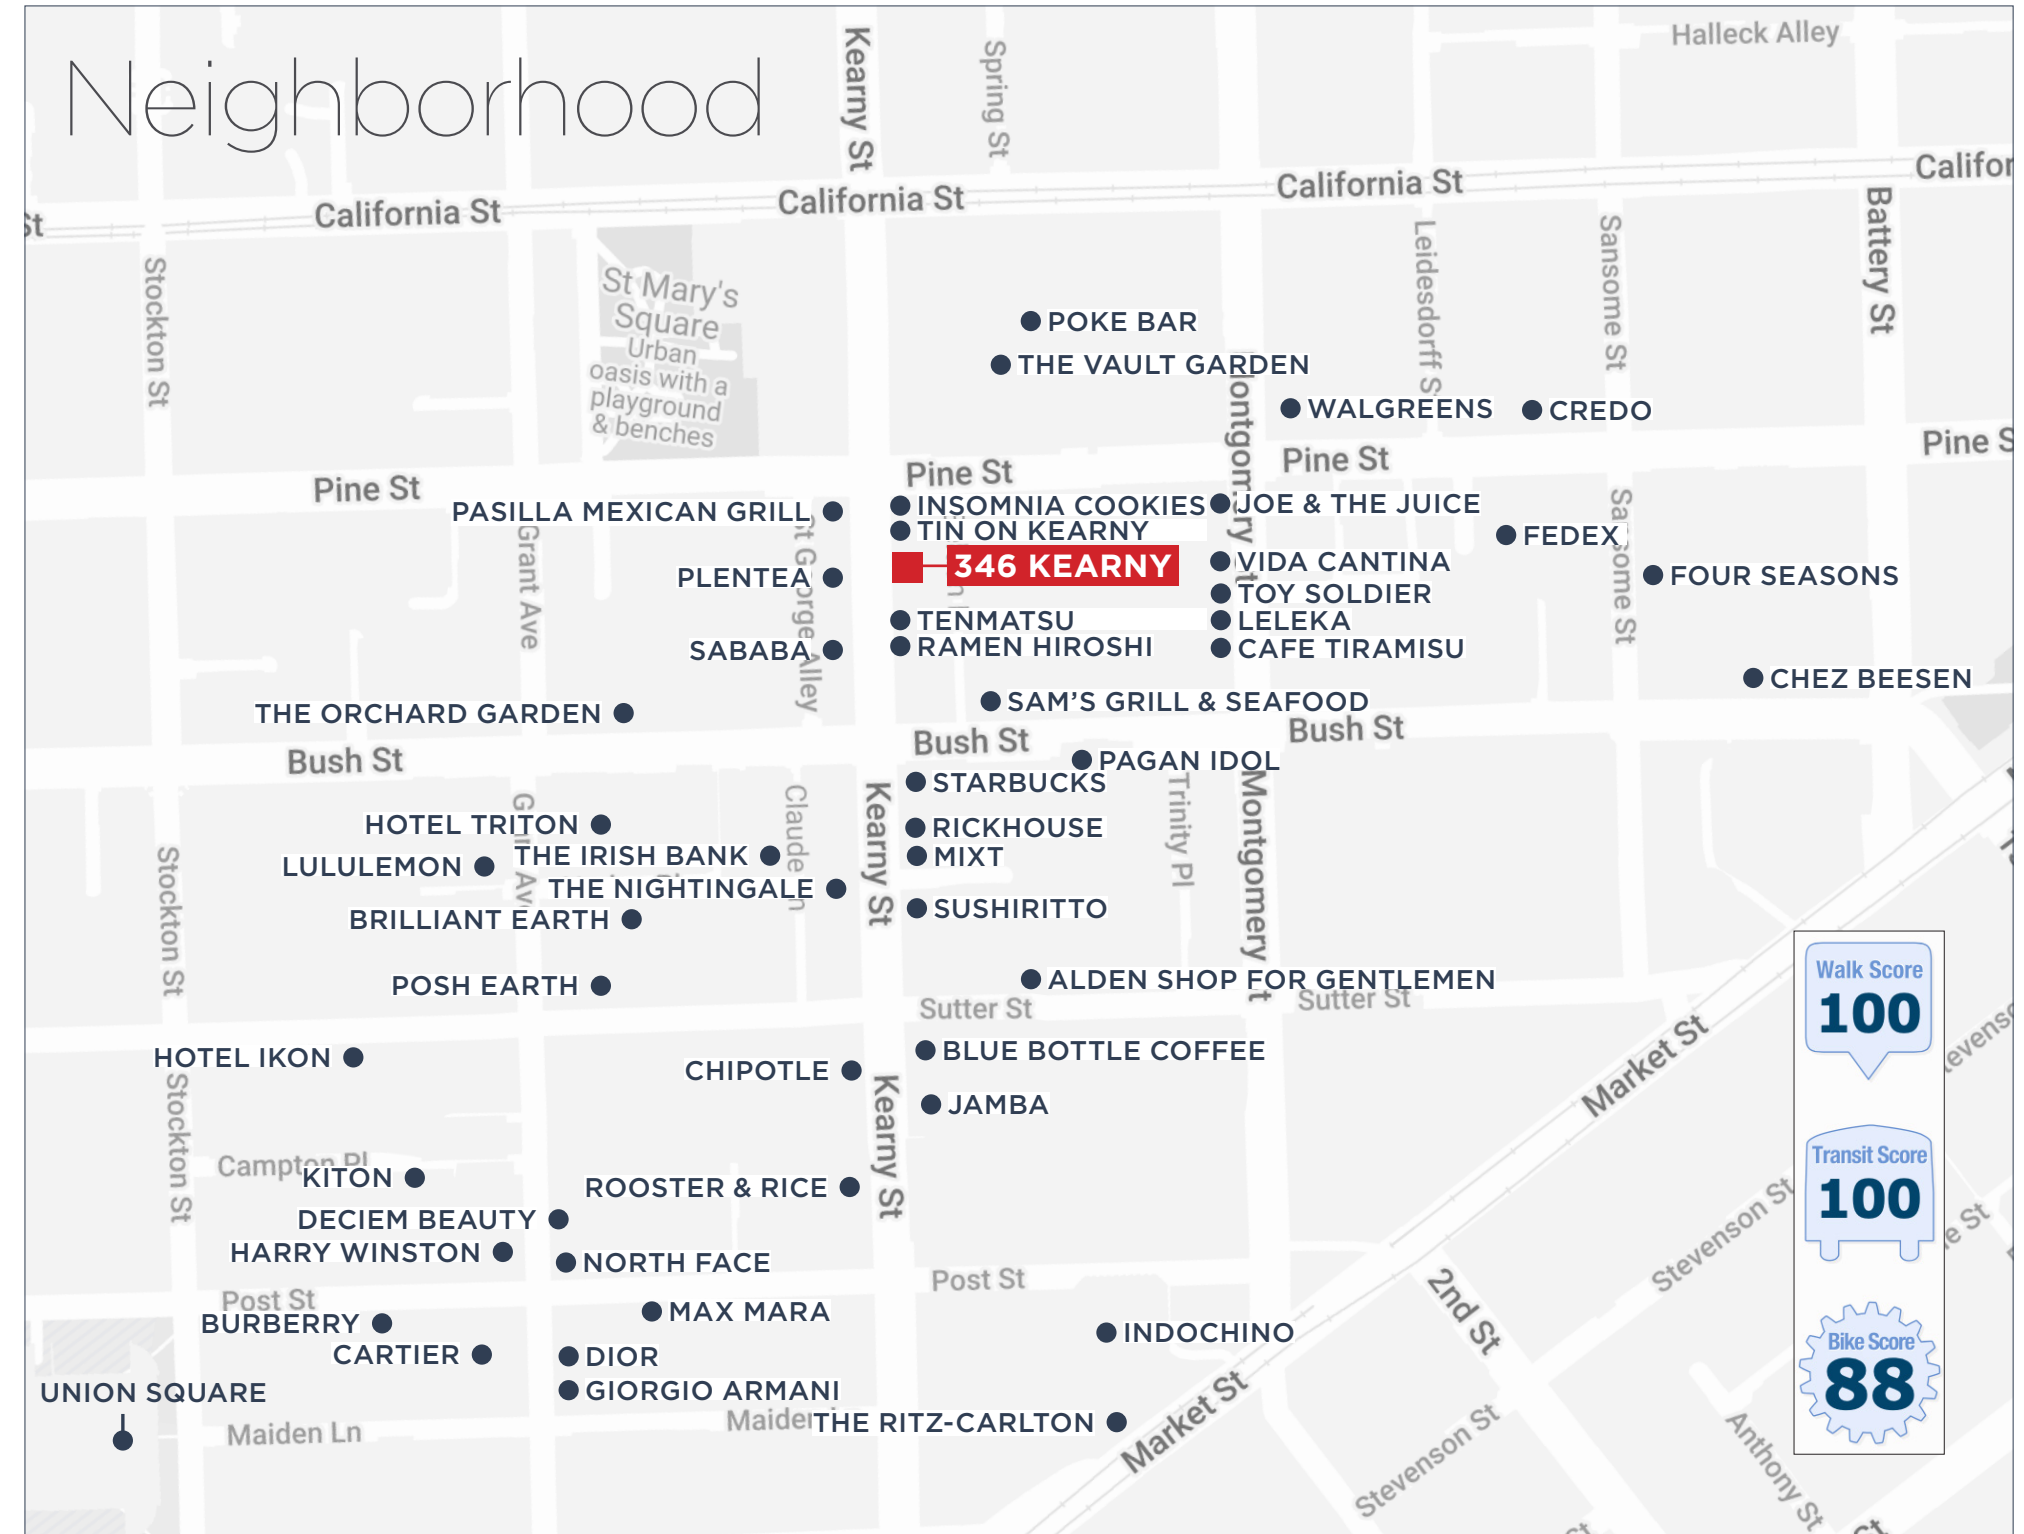 Neighborhood
Kearny St
Spring St
Halleck Alley
California St
California St
California St
Califor
St
Stockton St
St Mary's
Square
Urban
oasis with a
playground
& benches
Leidesdorff S
Sansome St
Battery St
POKE BAR
THE VAULT GARDEN
WALGREENS
CREDO
Pine St
Pine St
Pine St
Pine S
PASILLA MEXICAN GRILL
INSOMNIA COOKIES
JOE & THE JUICE
TIN ON KEARNY
FEDEX
346 KEARNY
VIDA CANTINA
PLENTEA
FOUR SEASONS
TOY SOLDIER
TENMATSU
LELEKA
SABABA
RAMEN HIROSHI
CAFE TIRAMISU
Grant Ave
St George Alley
Sansome St
CHEZ BEESEN
THE ORCHARD GARDEN
SAM'S GRILL & SEAFOOD
Bush St
Bush St
Bush St
PAGAN IDOL
STARBUCKS
HOTEL TRITON
RICKHOUSE
THE IRISH BANK
MIXT
LULULEMON
THE NIGHTINGALE
BRILLIANT EARTH
SUSHIRITTO
Stockton St
Claude
Kearny St
Trinity Pl
Montgomery St
POSH EARTH
ALDEN SHOP FOR GENTLEMEN
Sutter St
Sutter St
Walk Score
100
Market St
HOTEL IKON
BLUE BOTTLE COFFEE
CHIPOTLE
JAMBA
Stockton St
Kearny St
Campton Pl
KITON
ROOSTER & RICE
Transit Score
100
DECIEM BEAUTY
HARRY WINSTON
NORTH FACE
Stevenson St
Post St
Post St
BURBERRY
MAX MARA
INDOCHINO
2nd St
Bike Score
88
CARTIER
DIOR
UNION SQUARE
GIORGIO ARMANI
Maiden Ln
THE RITZ-CARLTON
Market St
Stevenson St
Anthony St